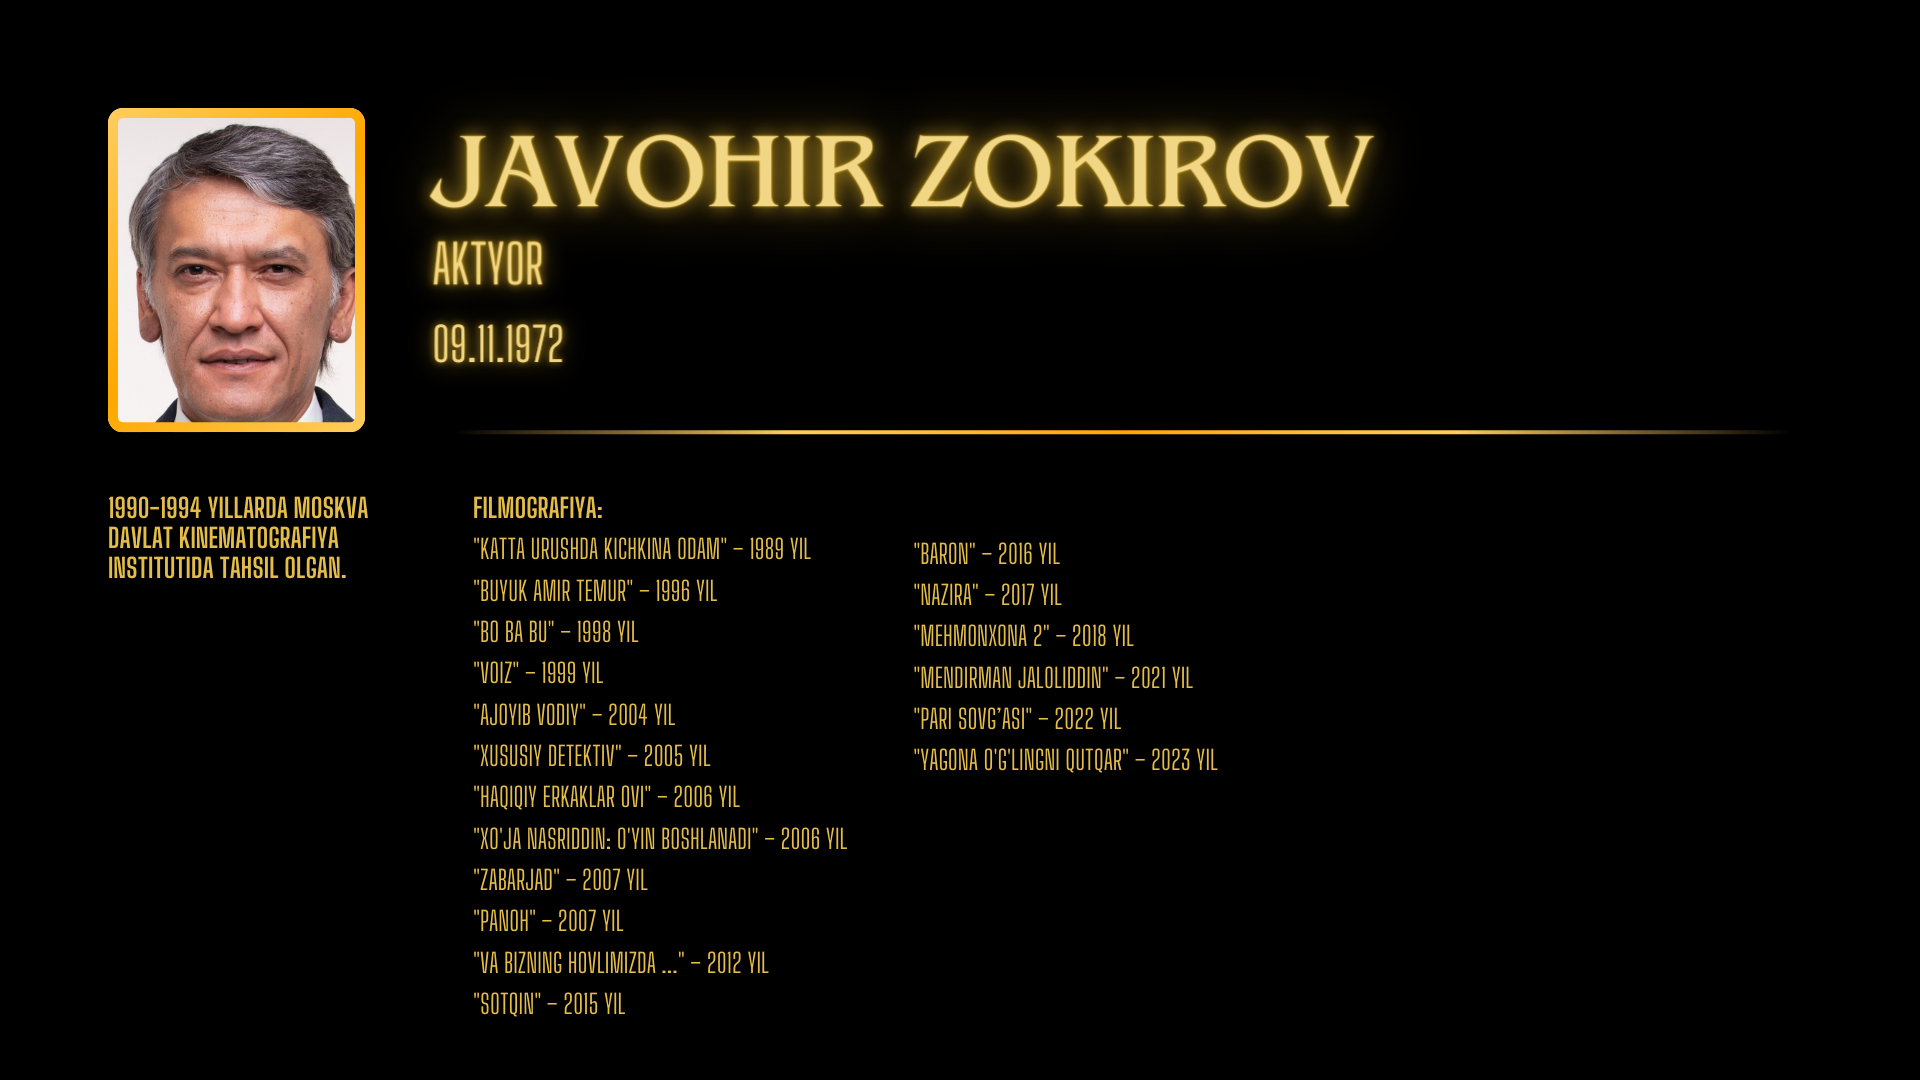 JAVOHIR ZOKIROV
AKTYOR
09.11.1972
1990-1994 YILLARDA MOSKVA
DAVLAT KINEMATOGRAFIYA
INSTITUTIDA TAHSIL OLGAN.
FILMOGRAFIYA:
"KATTA URUSHDA KICHKINA ODAM" – 1989 YIL
"BUYUK AMIR TEMUR" – 1996 YIL
"BO BA BU" – 1998 YIL
"VOIZ" – 1999 YIL
"AJOYIB VODIY" – 2004 YIL
"XUSUSIY DETEKTIV" – 2005 YIL
"HAQIQIY ERKAKLAR OVI" – 2006 YIL
"XO'JA NASRIDDIN: O'YIN BOSHLANADI" – 2006 YIL
"ZABARJAD" – 2007 YIL
"PANOH" – 2007 YIL
"VA BIZNING HOVLIMIZDA ..." – 2012 YIL
"SOTQIN" – 2015 YIL
"BARON" – 2016 YIL
"NAZIRA" – 2017 YIL
"MEHMONXONA 2" – 2018 YIL
"MENDIRMAN JALOLIDDIN" – 2021 YIL
"PARI SOVG’ASI" – 2022 YIL
"YAGONA O'G'LINGNI QUTQAR" – 2023 YIL